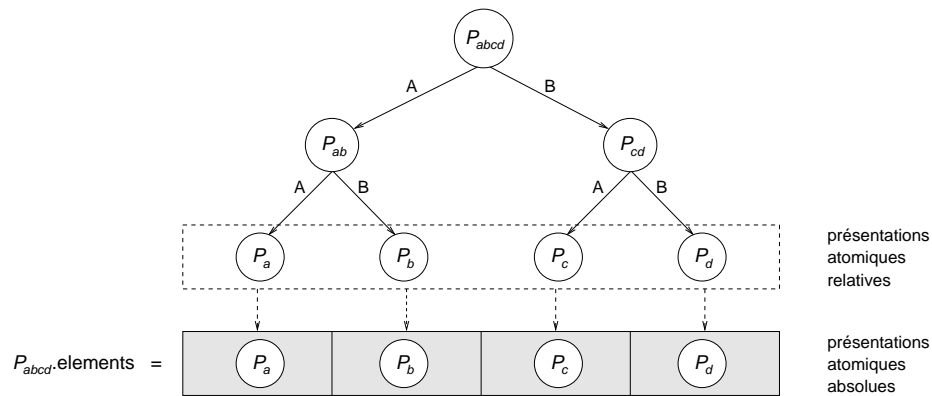 P_abcd
A B
P_ab P_cd
A B A B
P_a P_b P_c P_d
présentations
atomiques
relatives
P_abcd.elements = P_a P_b P_c P_d
présentations
atomiques
absolues